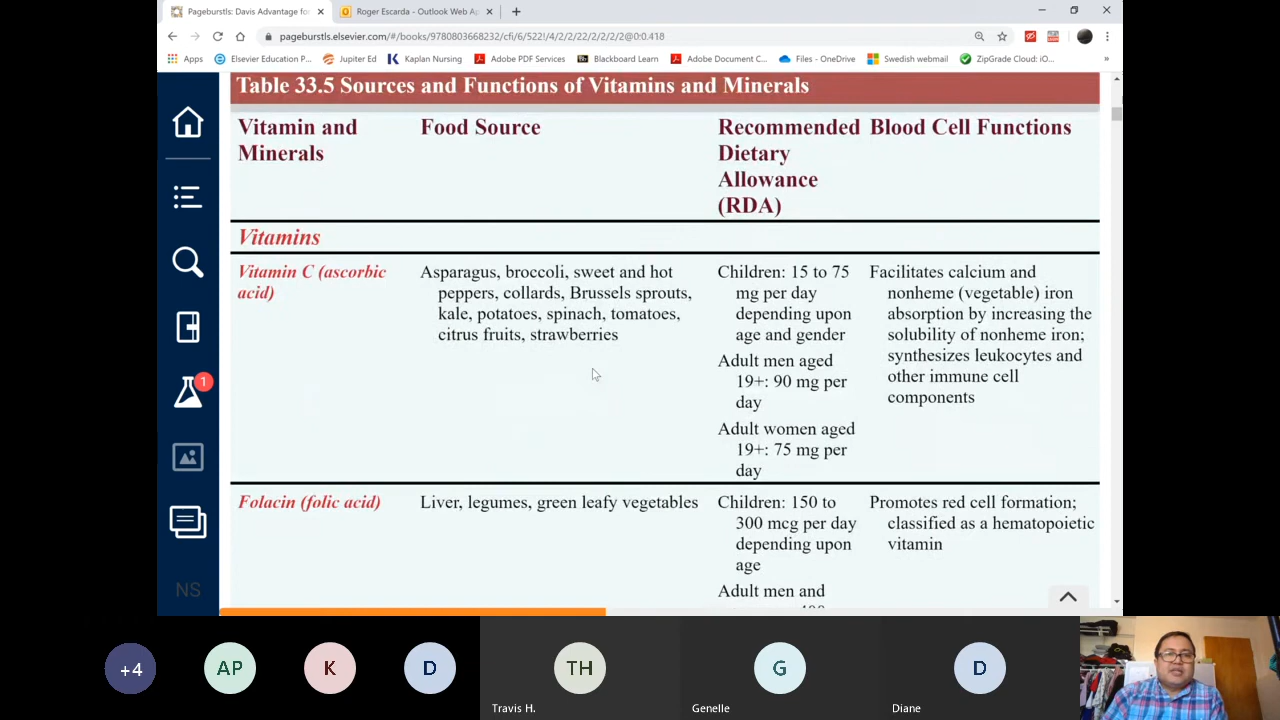 Pageburstls: Davis Advantage for
Roger Escarda - Outlook Web Ap
pageburstls.elsevier.com/#/books/9780803668232/cfi/6/522!/4/2/2/22/2/2/2/2@0:0.418
Apps
Elsevier Education P...
Jupiter Ed
Kaplan Nursing
Adobe PDF Services
Blackboard Learn
Adobe Document C...
Files - OneDrive
Swedish webmail
ZipGrade Cloud: iO...
Table 33.5 Sources and Functions of Vitamins and Minerals
Vitamin and
Minerals
Food Source
Recommended
Dietary
Allowance
(RDA)
Blood Cell Functions
Vitamins
Vitamin C (ascorbic
acid)
Asparagus, broccoli, sweet and hot
peppers, collards, Brussels sprouts,
kale, potatoes, spinach, tomatoes,
citrus fruits, strawberries
Children: 15 to 75
mg per day
depending upon
age and gender
Adult men aged
19+: 90 mg per
day
Adult women aged
19+: 75 mg per
day
Facilitates calcium and
nonheme (vegetable) iron
absorption by increasing the
solubility of nonheme iron;
synthesizes leukocytes and
other immune cell
components
Folacin (folic acid)
Liver, legumes, green leafy vegetables
Children: 150 to
300 mcg per day
depending upon
age
Adult men and
Promotes red cell formation;
classified as a hematopoietic
vitamin
1
NS
+4
AP
K
D
TH
G
D
Travis H.
Genelle
Diane